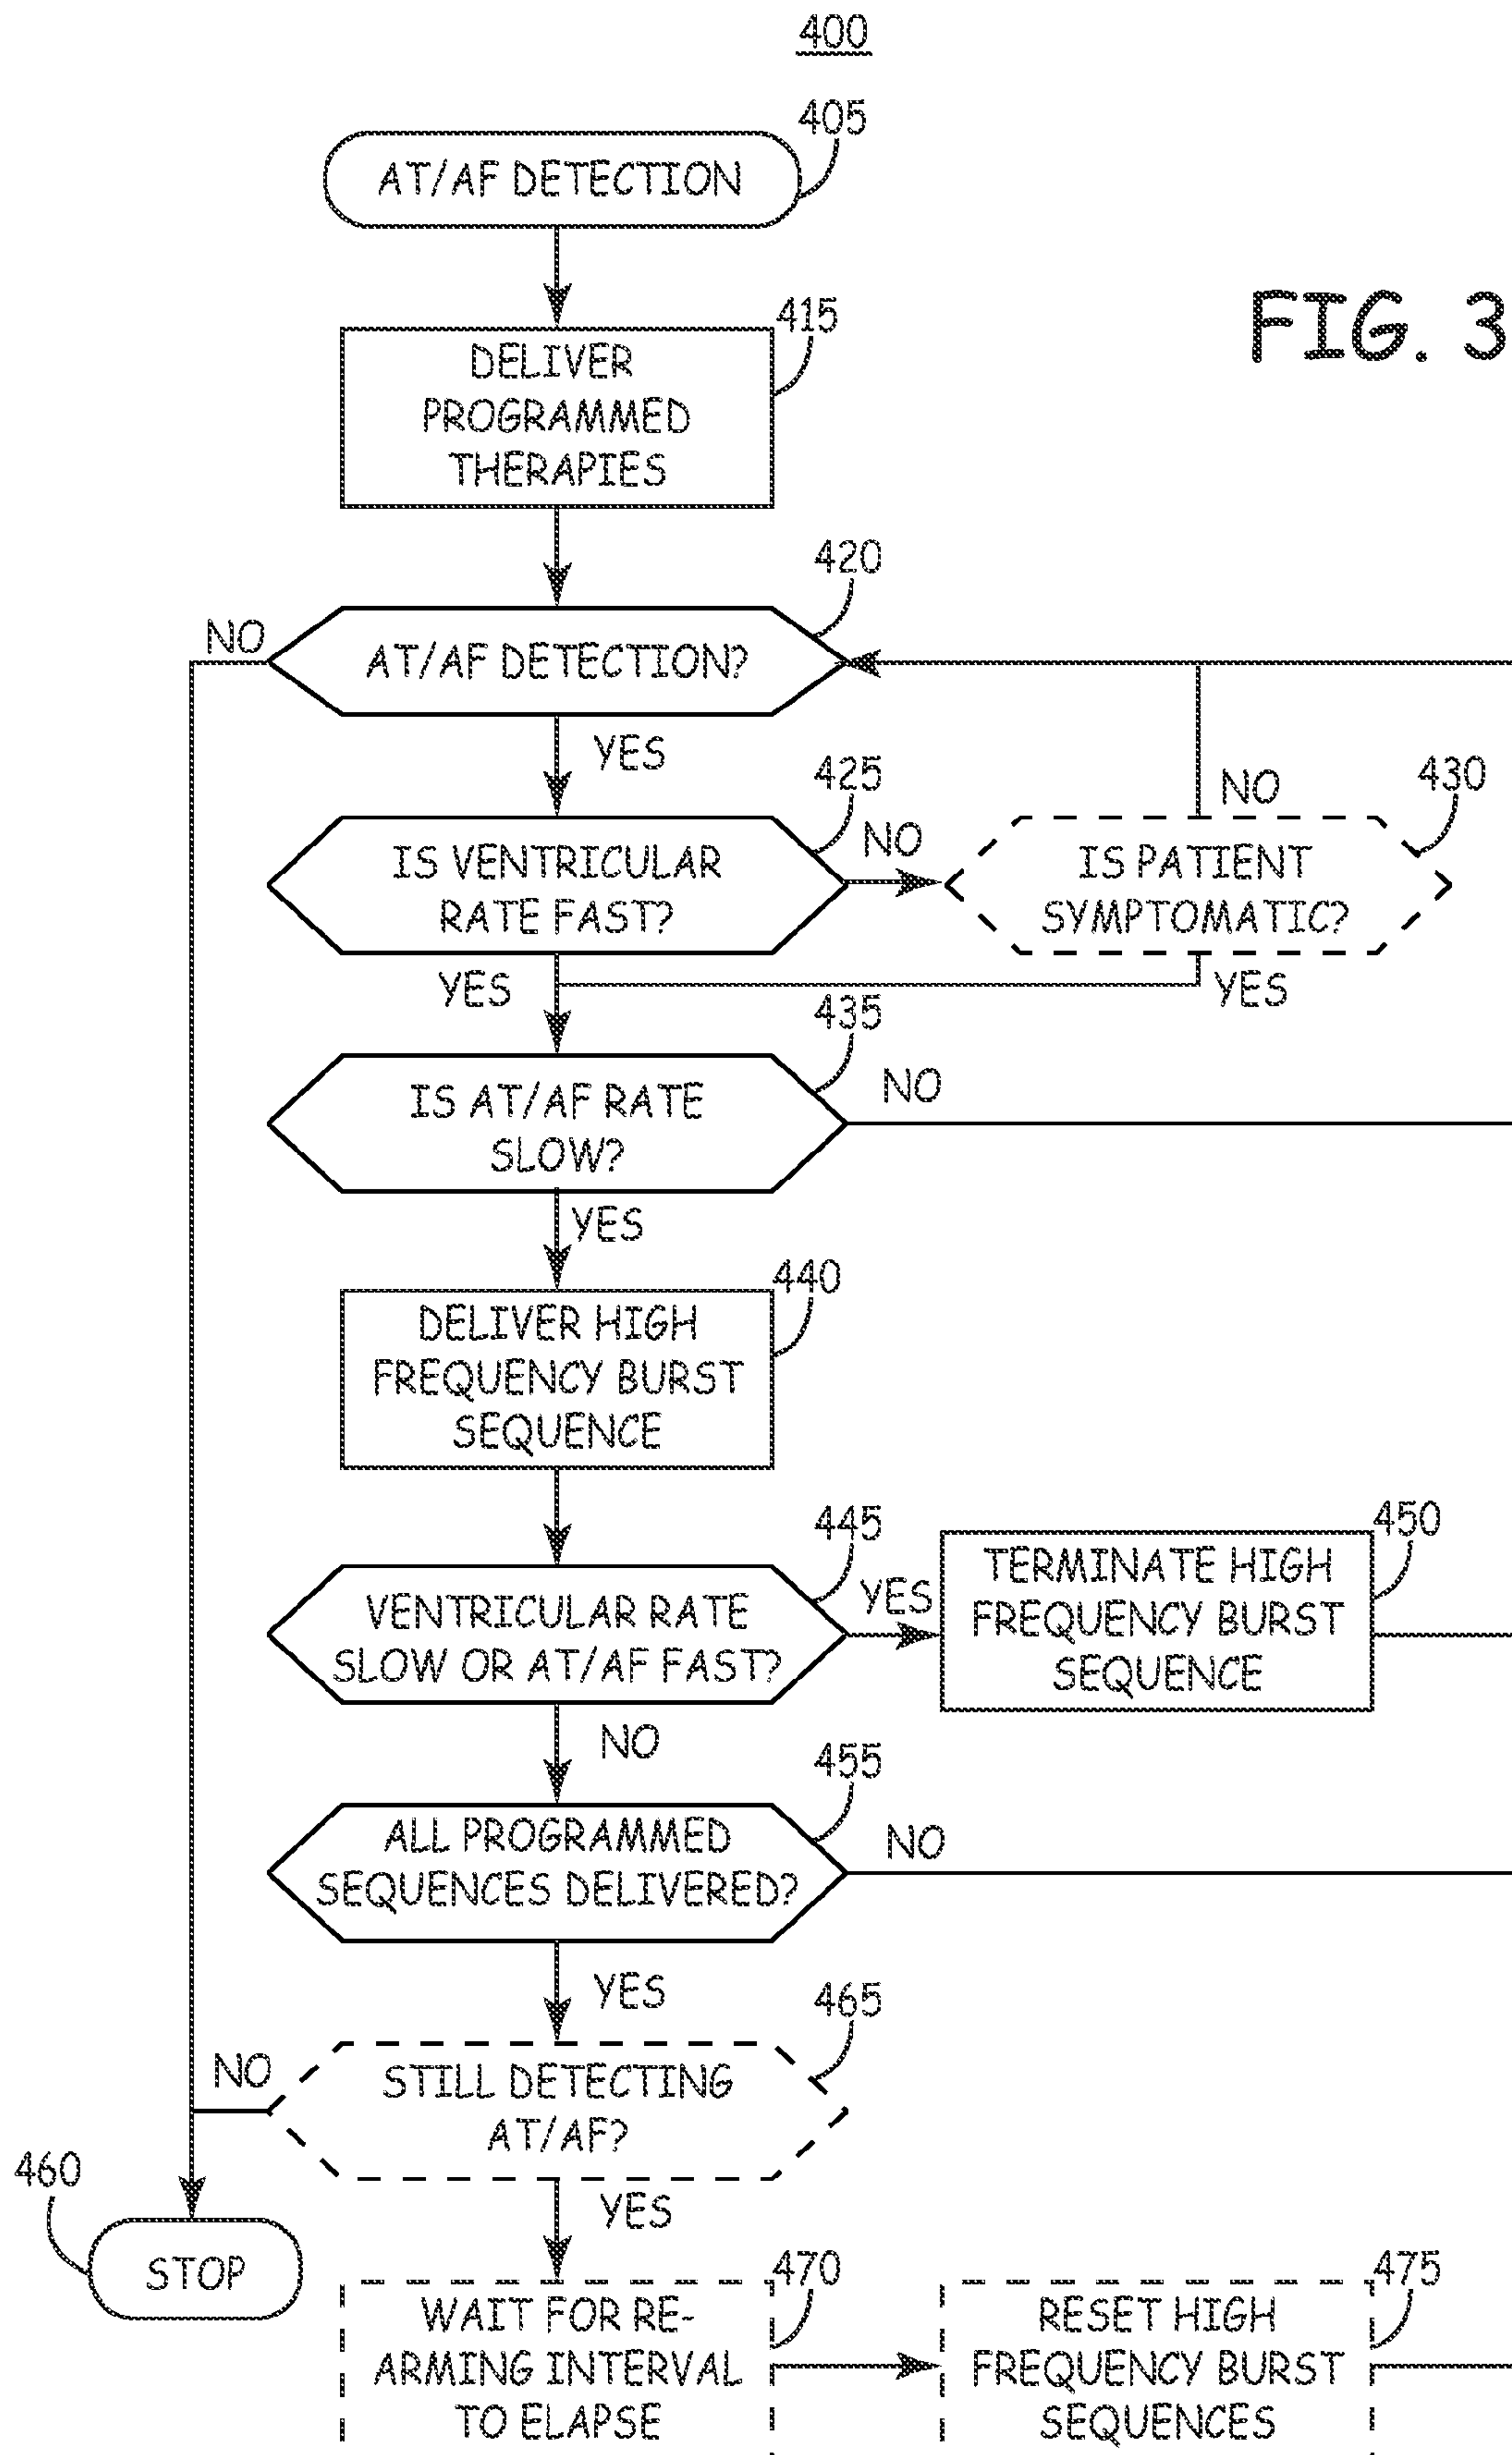 400
405
AT/AF DETECTION
FIG. 3
415
DELIVER
PROGRAMMED
THERAPIES
420
NO
AT/AF DETECTION?
YES
425
430
NO
NO
IS VENTRICULAR
RATE FAST?
IS PATIENT
SYMPTOMATIC?
YES
YES
435
NO
IS AT/AF RATE
SLOW?
YES
440
DELIVER HIGH
FREQUENCY BURST
SEQUENCE
445
450
YES
VENTRICULAR RATE
SLOW OR AT/AF FAST?
TERMINATE HIGH
FREQUENCY BURST
SEQUENCE
NO
455
NO
ALL PROGRAMMED
SEQUENCES DELIVERED?
YES
465
NO
STILL DETECTING
AT/AF?
460
YES
STOP
470
475
WAIT FOR RE-
ARMING INTERVAL
TO ELAPSE
RESET HIGH
FREQUENCY BURST
SEQUENCES